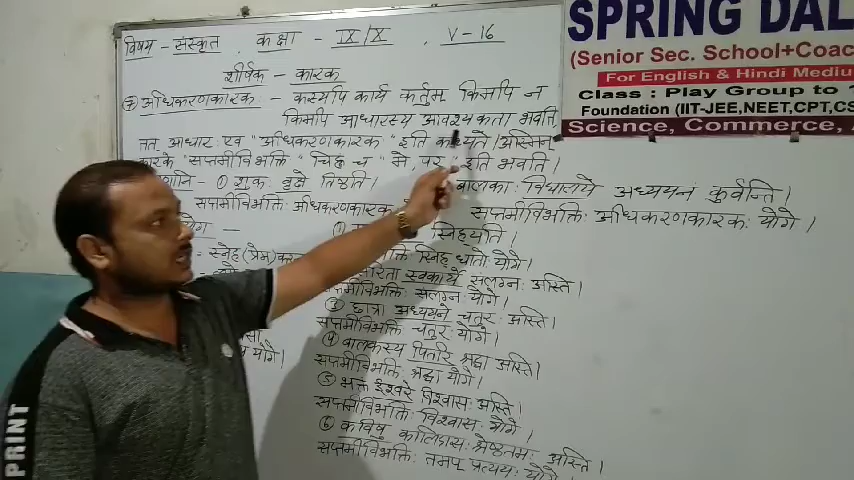 विषय - संस्कृत , कक्षा - IX/X , V-16
शीर्षक - कारक
⑦ अधिकरणकारक: - कस्यापि कार्य कर्तुम् किमपि न
किमपि आधारस्य आवश्यकता भवति
तत् आधार: एव "अधिकरणकारक" इति कथ्यते । अस्मिन
कारके "सप्तमीविभक्ति" चिह्न च "मे, पर" इति भवति ।
① शुक: वृक्षे तिष्ठति ।
बालका: विद्यालये अध्ययनं कुर्वन्ति ।
सप्तमीविभक्ति: अधिकरणकारक:
सप्तमीविभक्ति: अधिकरणकारक: योगे ।
①
स्निह्यति ।
= स्नेह (प्रेम)
स्निह् धातो योगे ।
स्वकार्ये संलग्न: अस्ति ।
सप्तमीविभक्ति: संलग्न: योगे ।
③ छात्रा अध्ययने चतुर: अस्ति ।
सप्तमीविभक्ति: चतुर: योगे ।
④ बालकस्य पितरि श्रद्धा अस्ति ।
सप्तमीविभक्ति श्रद्धा योगे ।
⑤ भक्त ईश्वरे विश्वास: अस्ति ।
सप्तमीविभक्ति विश्वास: योगे ।
⑥ कविषु कालिदास: श्रेष्ठतम: अस्ति ।
सप्तमीविभक्ति: तमप् प्रत्यय: योगे
SPRING DAL
(Senior Sec. School+Coac
For English & Hindi Mediu
CLASS : Play Group to
Foundation (IIT-JEE,NEET,CPT,CS
Science, Commerce,
PRINT